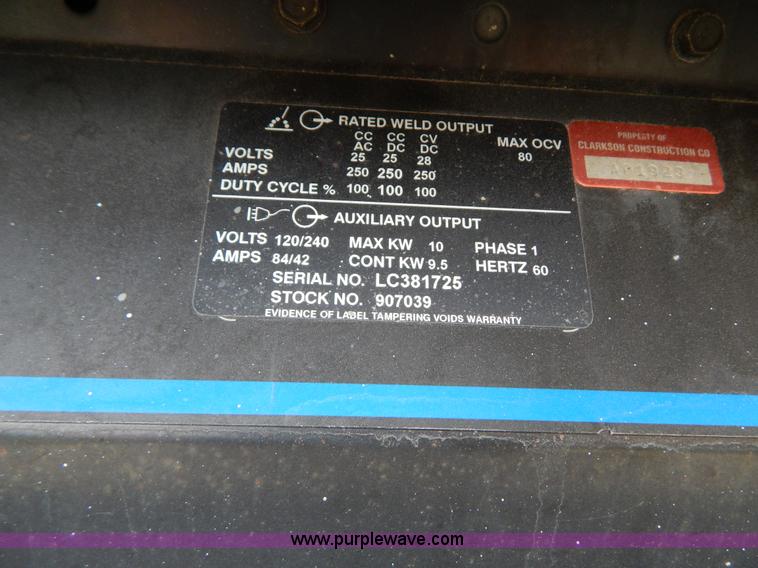 RATED WELD OUTPUT
CC CC CV
AC DC DC MAX OCV
VOLTS 25 25 28 80
AMPS 250 250 250
DUTY CYCLE % 100 100 100
AUXILIARY OUTPUT
VOLTS 120/240 MAX KW 10 PHASE 1
AMPS 84/42 CONT KW 9.5 HERTZ 60
SERIAL NO. LC381725
STOCK NO. 907039
EVIDENCE OF LABEL TAMPERING VOIDS WARRANTY
PROPERTY OF
CLARKSON CONSTRUCTION CO
www.purplewave.com